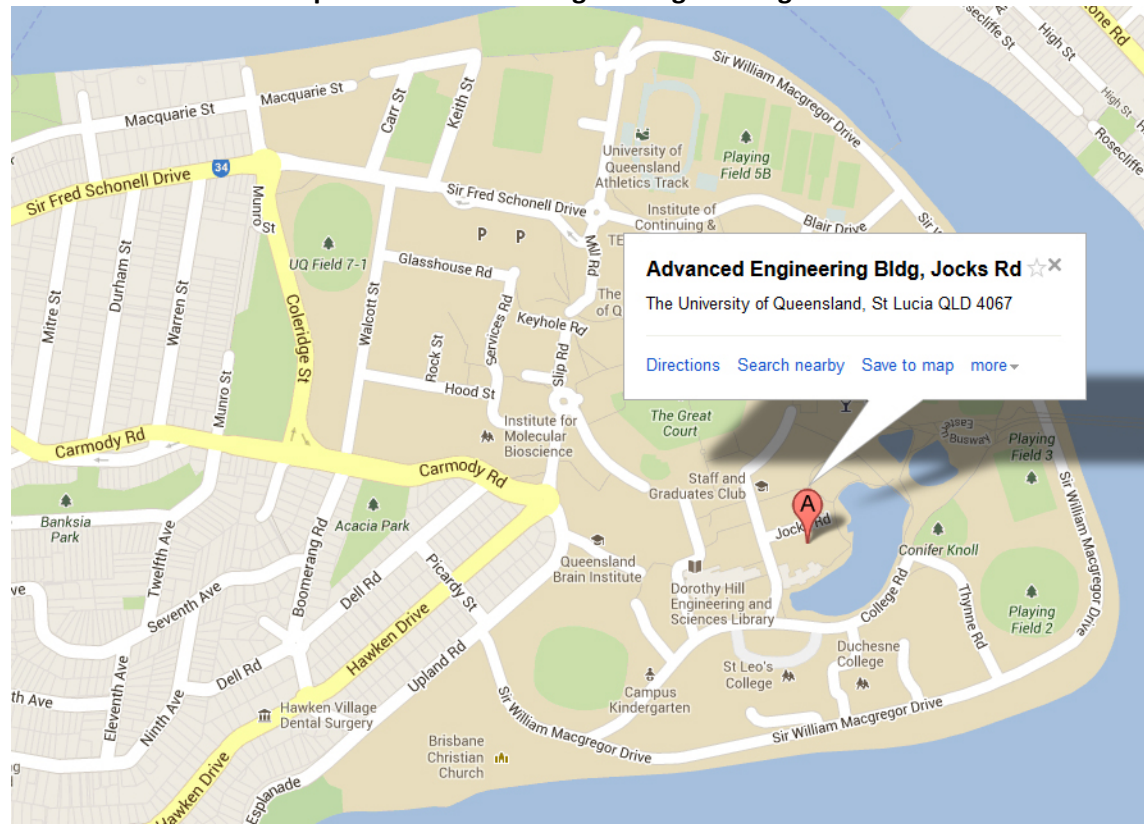 Macquarie St
Macquarie St
Carr St
Keith St
Sir William Macgregor Drive
High St
High St
Rosecliffe
34
Sir Fred Schonell Drive
Munro St
University of
Queensland
Athletics Track
Playing
Field 5B
Sir Fred Schonell Drive
Institute of
Continuing &
Blair Drive
P P
Mill Rd
UQ Field 7-1
Glasshouse Rd
Walcott St
Mitre St
Durham St
Warren St
Coleridge St
Advanced Engineering Bldg, Jocks Rd
The University of Queensland, St Lucia QLD 4067
Directions Search nearby Save to map more
Services Rd
Keyhole Rd
Rock St
Slip Rd
Hood St
Munro St
Institute for
Molecular
Bioscience
The Great
Court
Busway
Playing
Field 3
Carmody Rd
Carmody Rd
Staff and
Graduates Club
A
Jocks Rd
Banksia
Park
Acacia Park
Twelfth Ave
Boomerang Rd
Seventh Ave
Dell Rd
Picardy St
Queensland
Brain Institute
Dorothy Hill
Engineering and
Sciences Library
Conifer Knoll
College Rd
Thynne Rd
Playing
Field 2
Sir William Macgregor Drive
Hawken Drive
Upland Rd
Dell Rd
Eleventh Ave
Ninth Ave
St Leo's
College
Duchesne
College
Campus
Kindergarten
Hawken Village
Dental Surgery
Sir William Macgregor Drive
Sir William Macgregor Drive
Brisbane
Christian
Church
Esplanade
Hawken Drive